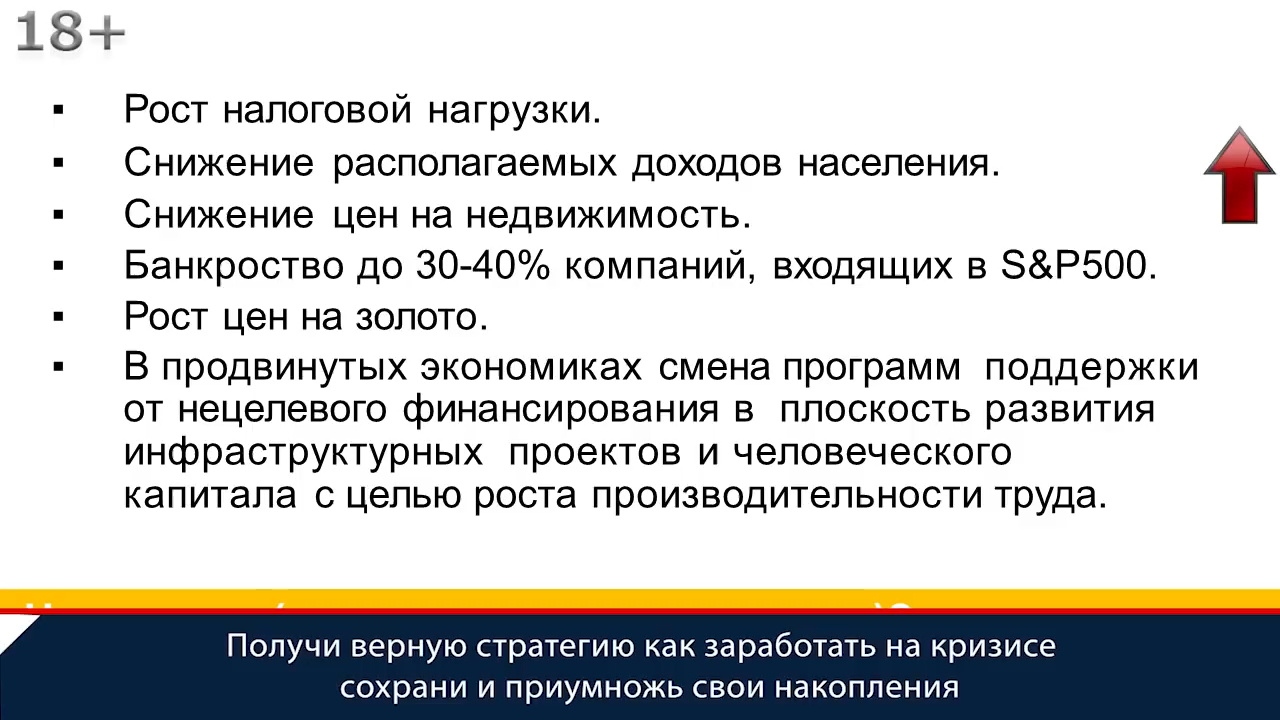 18+
▪ Рост налоговой нагрузки.
▪ Снижение располагаемых доходов населения.
▪ Снижение цен на недвижимость.
▪ Банкроство до 30-40% компаний, входящих в S&P500.
▪ Рост цен на золото.
▪ В продвинутых экономиках смена программ поддержки
от нецелевого финансирования в плоскость развития
инфраструктурных проектов и человеческого
капитала с целью роста производительности труда.
Получи верную стратегию как заработать на кризисе
сохрани и приумножь свои накопления